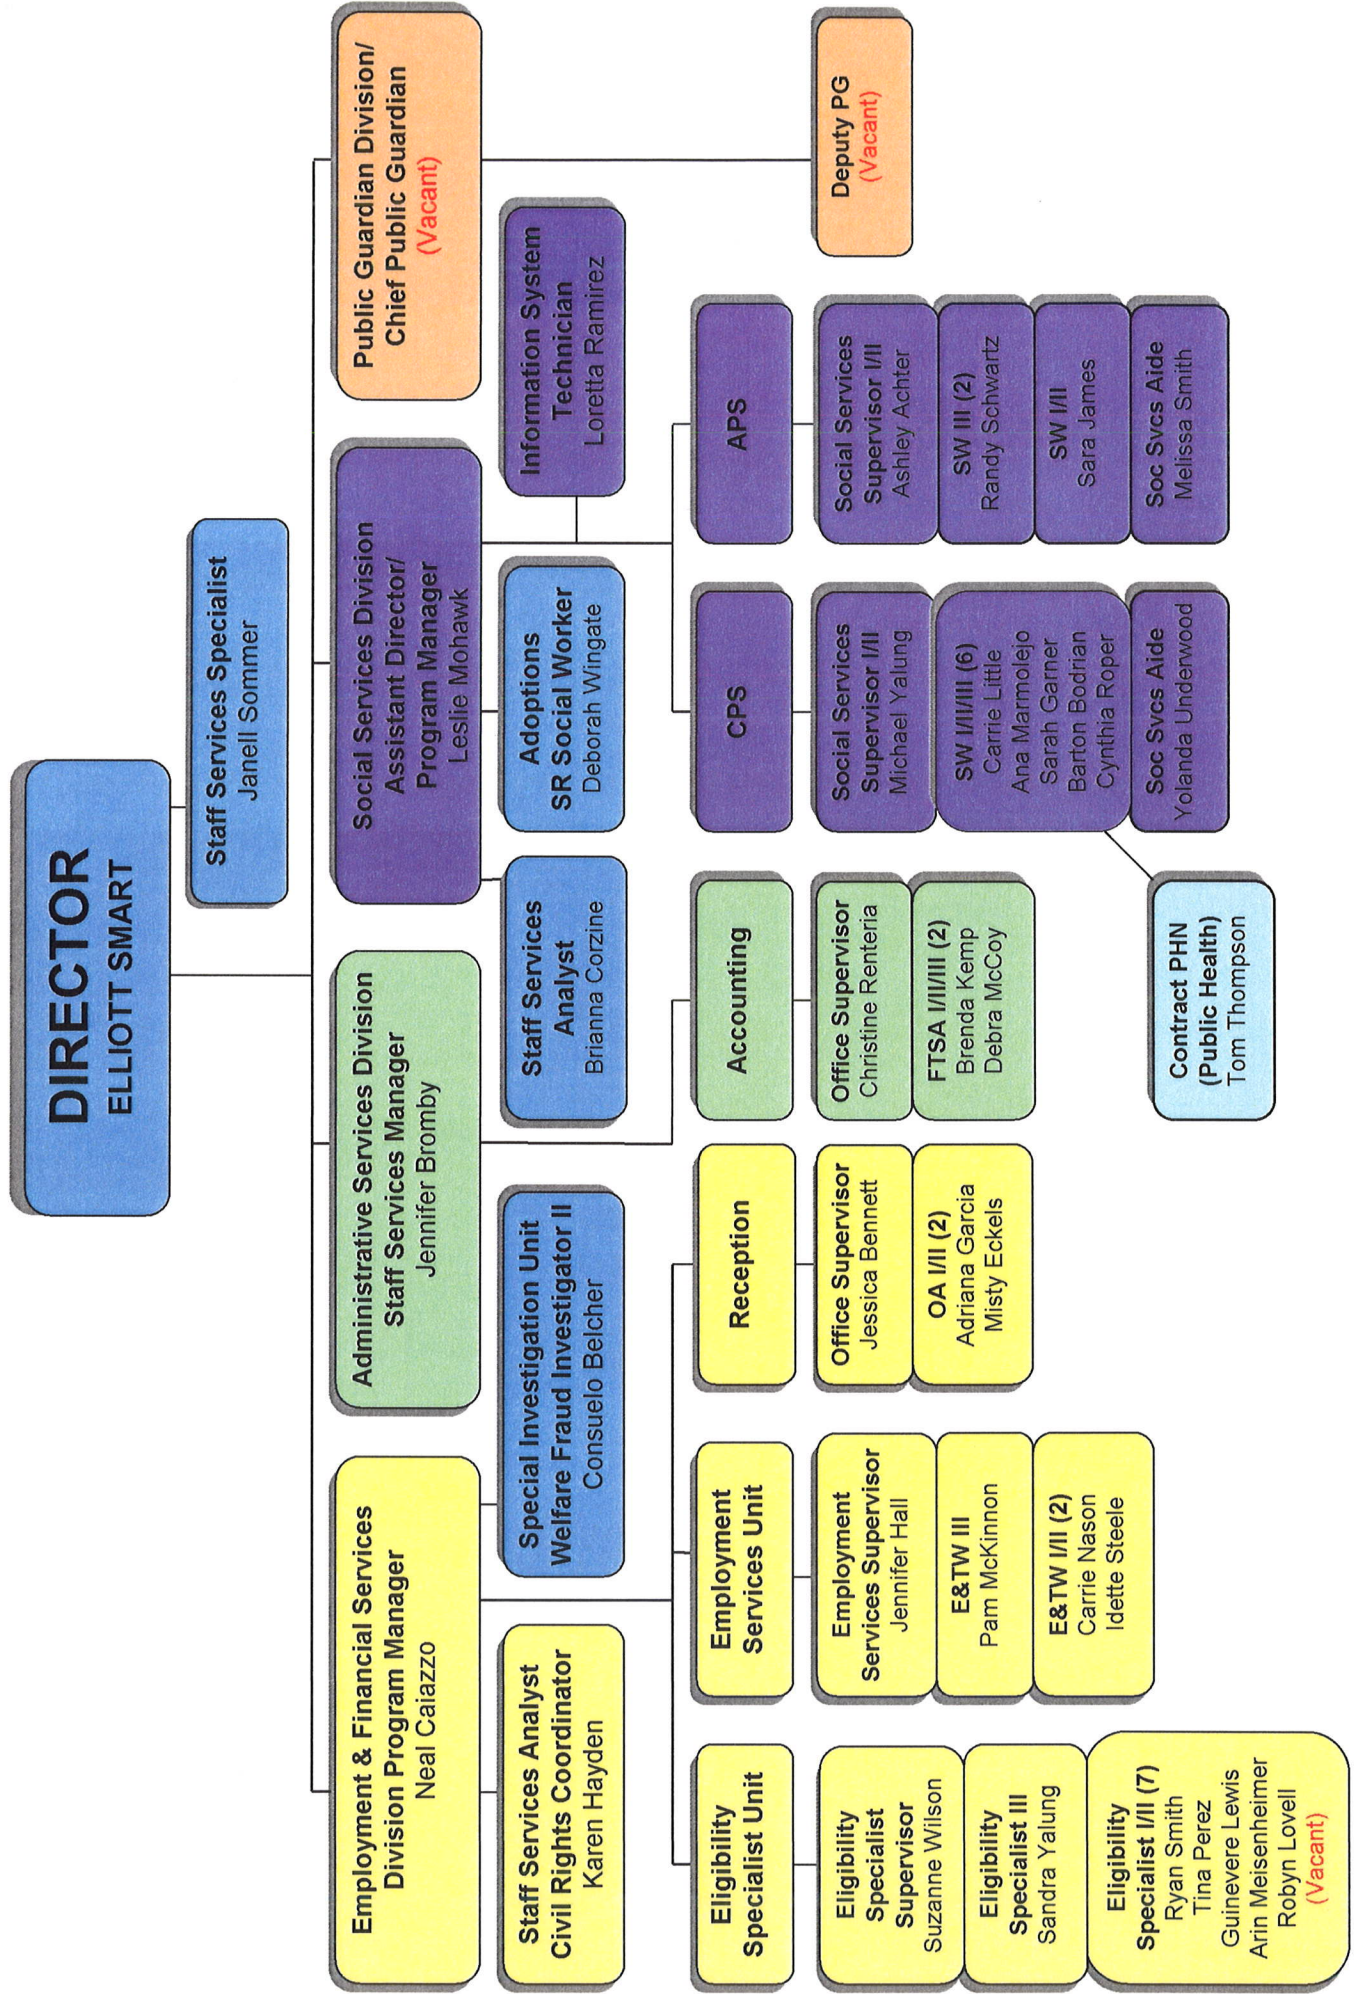 DIRECTOR
ELLIOTT SMART
Staff Services Specialist
Janell Sommer
Employment & Financial Services
Division Program Manager
Neal Caiazzo
Administrative Services Division
Staff Services Manager
Jennifer Bromby
Social Services Division
Assistant Director/
Program Manager
Leslie Mohawk
Public Guardian Division/
Chief Public Guardian
(Vacant)
Staff Services Analyst
Civil Rights Coordinator
Karen Hayden
Special Investigation Unit
Welfare Fraud Investigator II
Consuelo Belcher
Staff Services
Analyst
Brianna Corzine
Adoptions
SR Social Worker
Deborah Wingate
Information System
Technician
Loretta Ramirez
Eligibility
Specialist Unit
Eligibility
Specialist
Supervisor
Suzanne Wilson
Eligibility
Specialist III
Sandra Yalung
Eligibility
Specialist I/II (7)
Ryan Smith
Tina Perez
Guinevere Lewis
Arin Meisenheimer
Robyn Lovell
(Vacant)
Employment
Services Unit
Employment
Services Supervisor
Jennifer Hall
E&TW III
Pam McKinnon
E&TW I/II (2)
Carrie Nason
Idette Steele
Reception
Office Supervisor
Jessica Bennett
OA I/II (2)
Adriana Garcia
Misty Eckels
Accounting
Office Supervisor
Christine Renteria
FTSA I/II/III (2)
Brenda Kemp
Debra McCoy
CPS
Social Services
Supervisor I/II
Michael Yalung
SW I/II/III (6)
Carrie Little
Ana Marmolejo
Sarah Garner
Barton Bodrian
Cynthia Roper
Soc Svcs Aide
Yolanda Underwood
Contract PHN
(Public Health)
Tom Thompson
APS
Social Services
Supervisor I/II
Ashley Achter
SW III (2)
Randy Schwartz
SW I/II
Sara James
Soc Svcs Aide
Melissa Smith
Deputy PG
(Vacant)